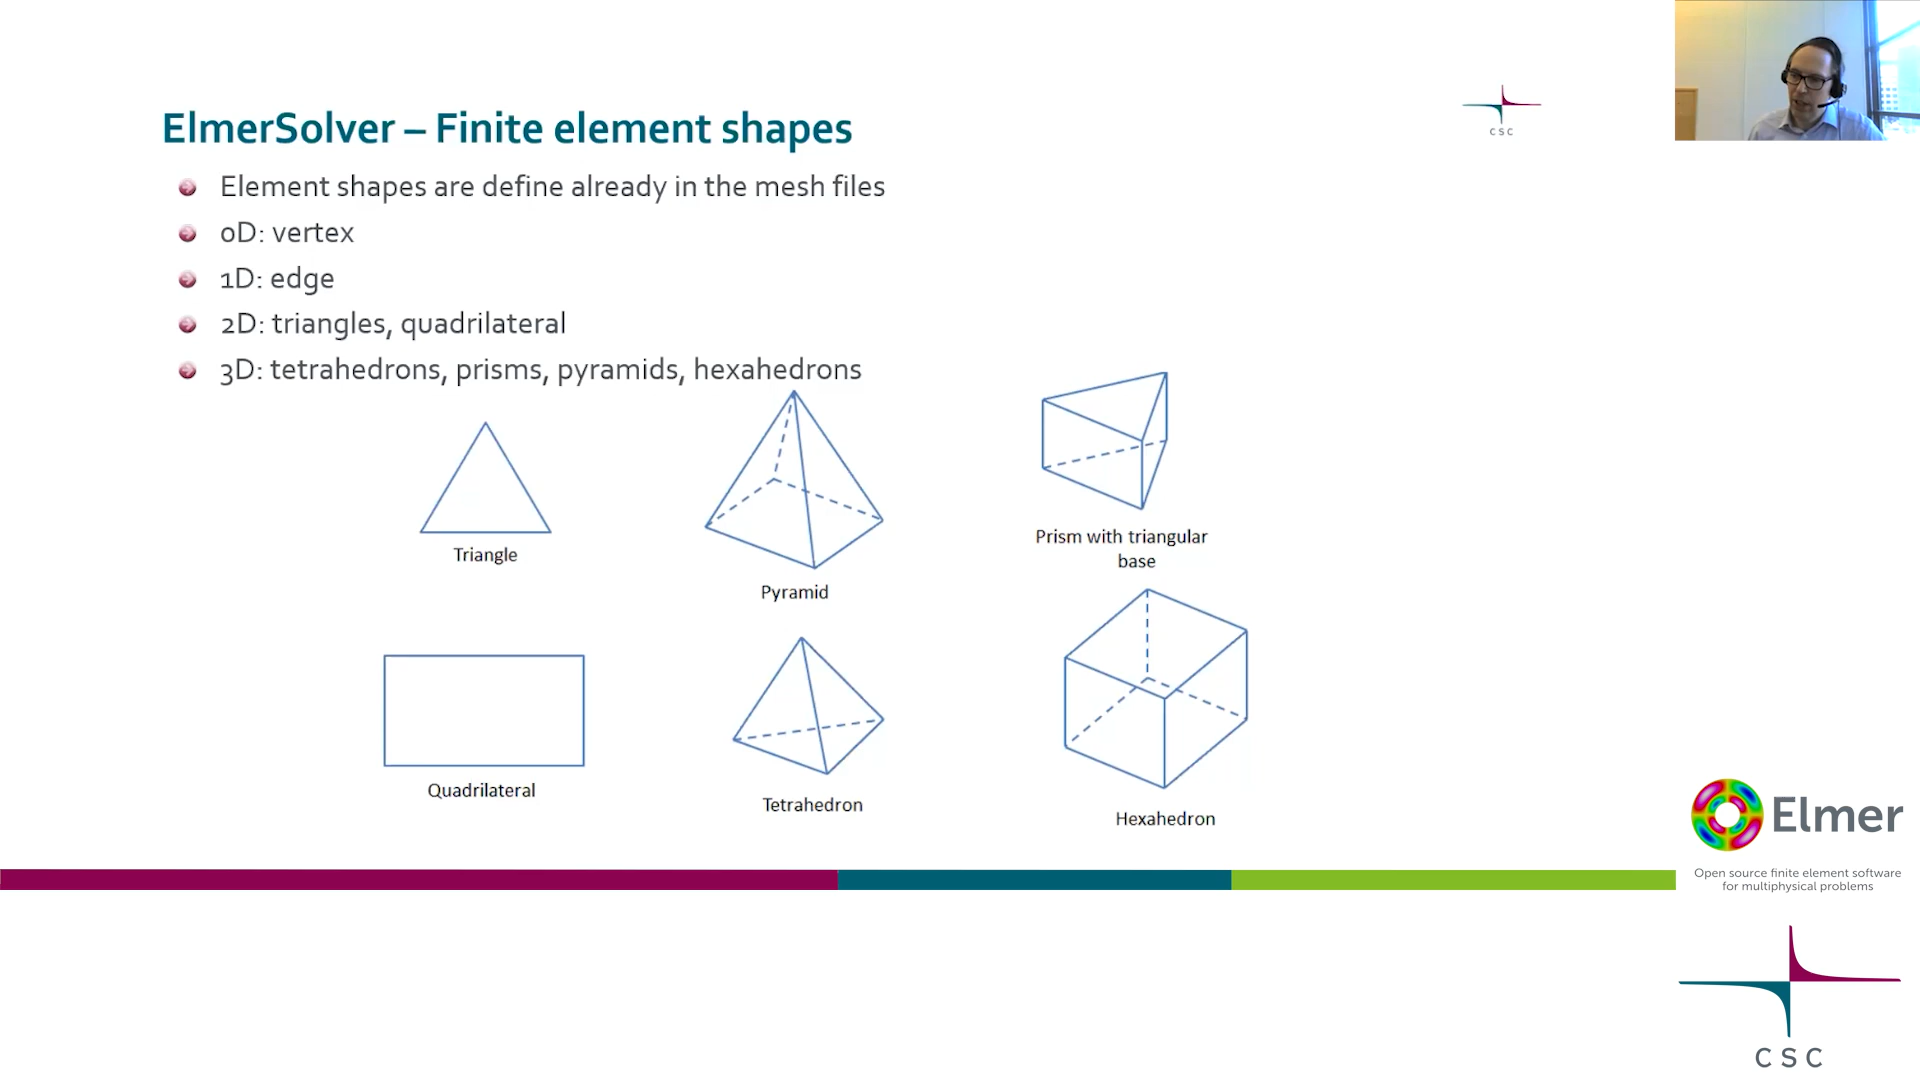 ElmerSolver – Finite element shapes
CSC
Element shapes are define already in the mesh files
0D: vertex
1D: edge
2D: triangles, quadrilateral
3D: tetrahedrons, prisms, pyramids, hexahedrons
Triangle
Pyramid
Prism with triangular
base
Quadrilateral
Tetrahedron
Hexahedron
Elmer
Open source finite element software
for multiphysical problems
CSC